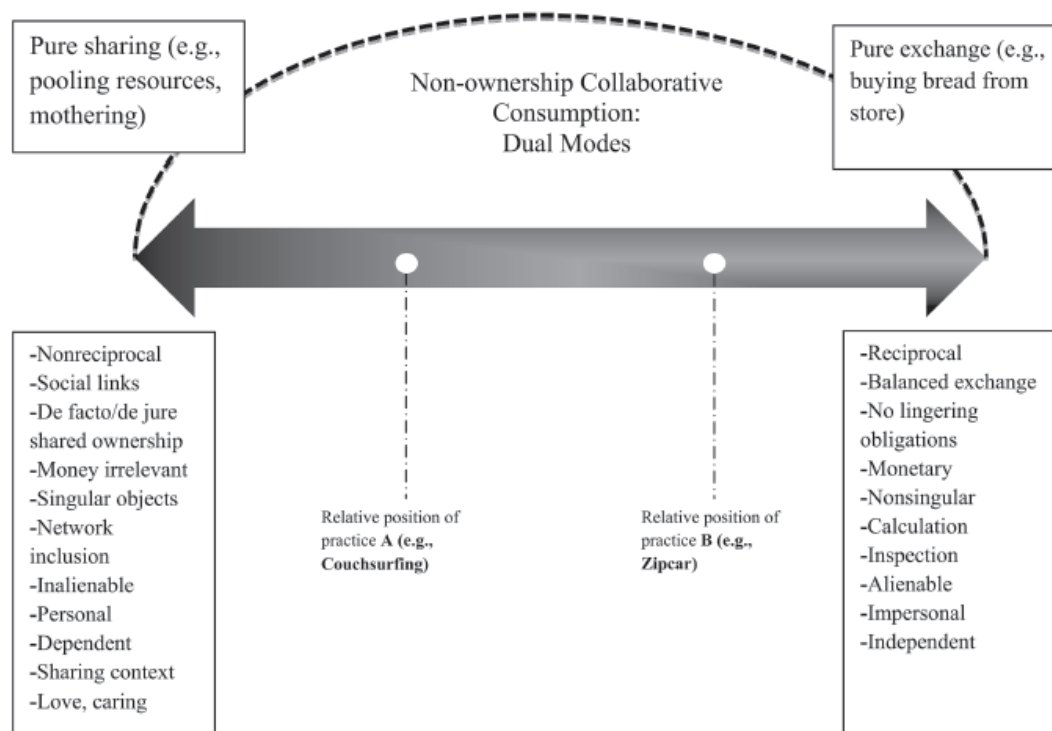 Pure sharing (e.g.,
pooling resources,
mothering)
Non-ownership Collaborative
Consumption:
Dual Modes
Pure exchange (e.g.,
buying bread from
store)
-Nonreciprocal
-Social links
-De facto/de jure
shared ownership
-Money irrelevant
-Singular objects
-Network
inclusion
-Inalienable
-Personal
-Dependent
-Sharing context
-Love, caring
Relative position of
practice A (e.g.,
Couchsurfing)
Relative position of
practice B (e.g.,
Zipcar)
-Reciprocal
-Balanced exchange
-No lingering
obligations
-Monetary
-Nonsingular
-Calculation
-Inspection
-Alienable
-Impersonal
-Independent